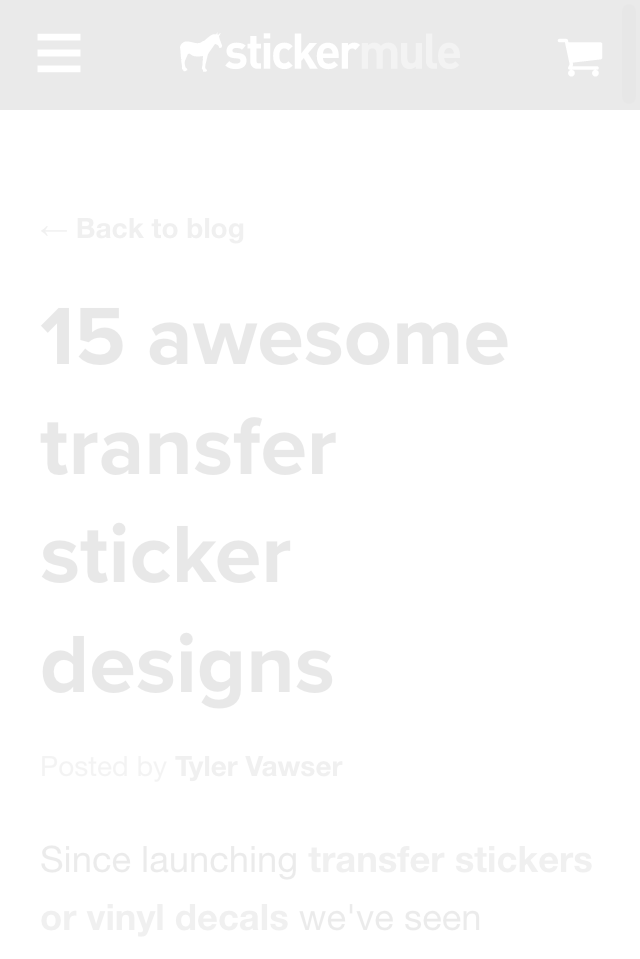 stickermule
← Back to blog
15 awesome
transfer
sticker
designs
Posted by Tyler Vawser
Since launching transfer stickers
or vinyl decals we've seen